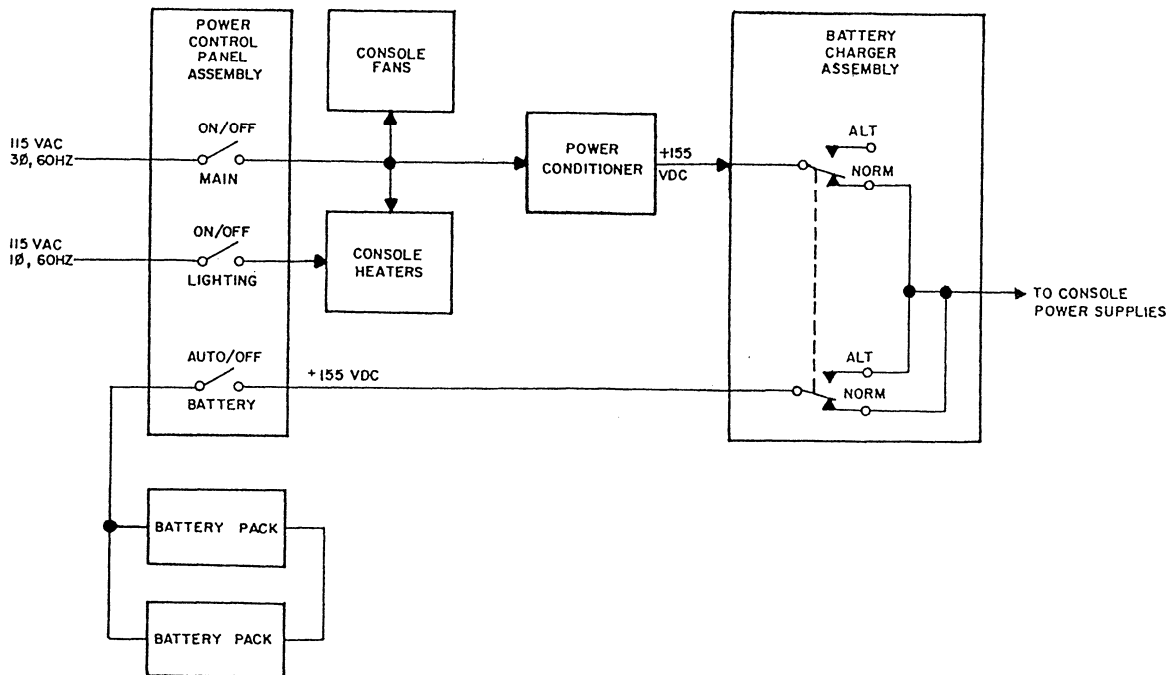 POWER
CONTROL
PANEL
ASSEMBLY
CONSOLE
FANS
BATTERY
CHARGER
ASSEMBLY
115 VAC
3Ø, 60HZ
ON/OFF
MAIN
POWER
CONDITIONER
+155
VDC
ALT
NORM
115 VAC
1Ø, 60HZ
ON/OFF
LIGHTING
CONSOLE
HEATERS
TO CONSOLE
POWER SUPPLIES
AUTO/OFF
BATTERY
+155 VDC
ALT
NORM
BATTERY PACK
BATTERY PACK